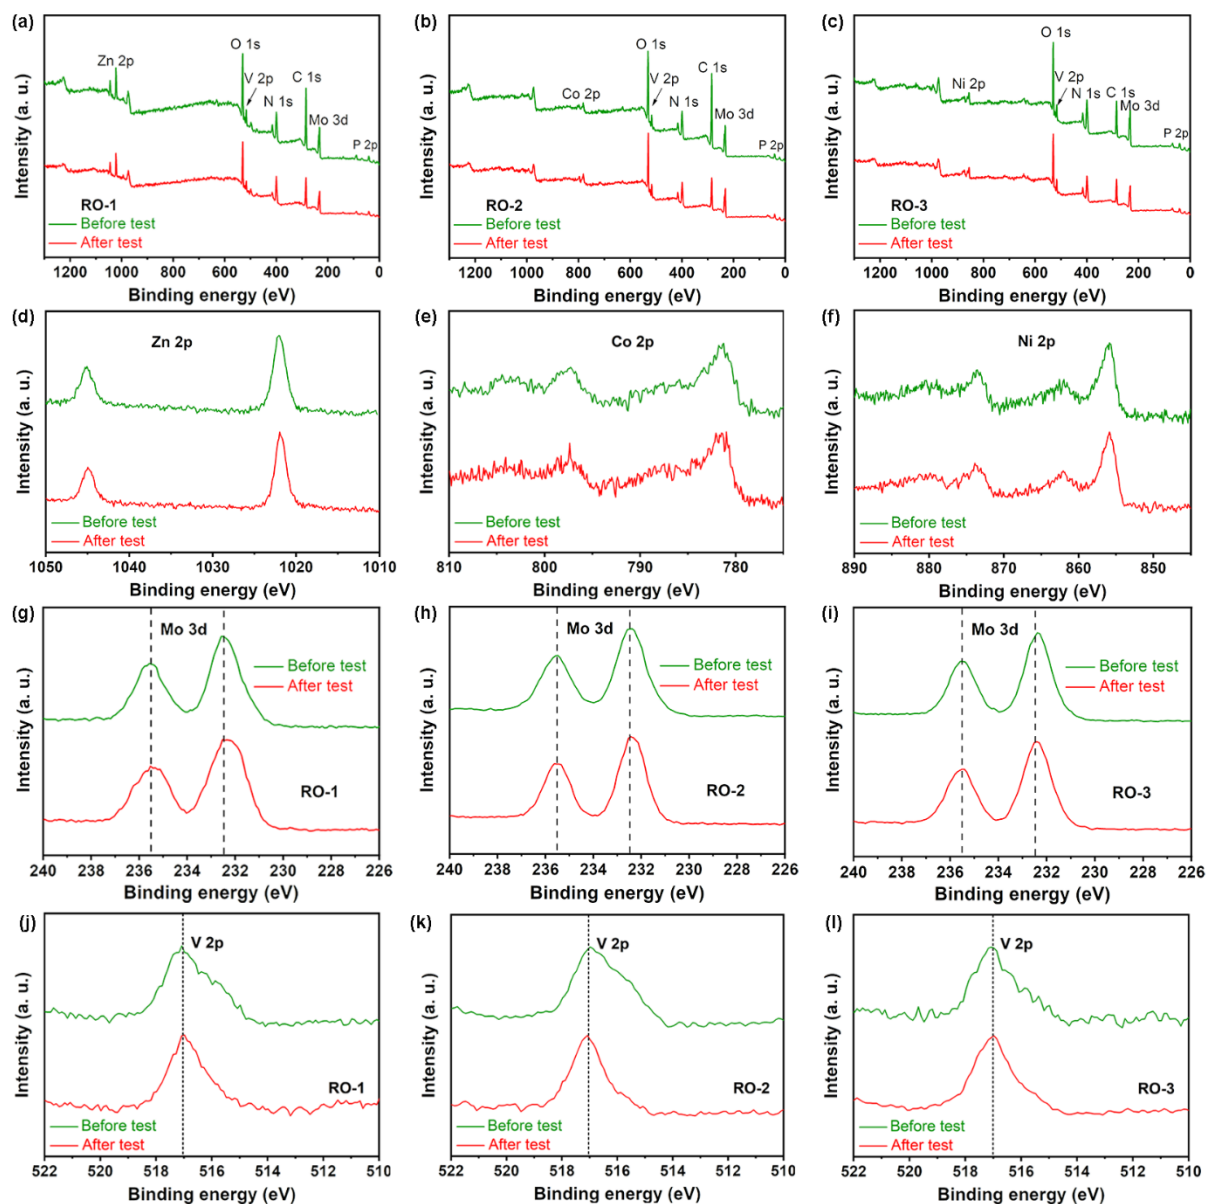 (a)
O 1s
Zn 2p
V 2p
C 1s
N 1s
Mo 3d
P 2p
RO-1
Before test
After test
Intensity (a. u.)
1200 1000 800 600 400 200 0
Binding energy (eV)
(b)
O 1s
C 1s
V 2p
Co 2p
N 1s
Mo 3d
P 2p
RO-2
Before test
After test
Intensity (a. u.)
1200 1000 800 600 400 200 0
Binding energy (eV)
(c)
O 1s
V 2p
Ni 2p
N 1s
C 1s
Mo 3d
P 2p
RO-3
Before test
After test
Intensity (a. u.)
1200 1000 800 600 400 200 0
Binding energy (eV)
(d)
Zn 2p
Before test
After test
Intensity (a. u.)
1050 1040 1030 1020 1010
Binding energy (eV)
(e)
Co 2p
Before test
After test
Intensity (a. u.)
810 800 790 780
Binding energy (eV)
(f)
Ni 2p
Before test
After test
Intensity (a. u.)
890 880 870 860 850
Binding energy (eV)
(g)
Mo 3d
Before test
After test
RO-1
Intensity (a. u.)
240 238 236 234 232 230 228 226
Binding energy (eV)
(h)
Mo 3d
Before test
After test
RO-2
Intensity (a. u.)
240 238 236 234 232 230 228 226
Binding energy (eV)
(i)
Mo 3d
Before test
After test
RO-3
Intensity (a. u.)
240 238 236 234 232 230 228 226
Binding energy (eV)
(j)
V 2p
RO-1
Before test
After test
Intensity (a. u.)
522 520 518 516 514 512 510
Binding energy (eV)
(k)
V 2p
RO-2
Before test
After test
Intensity (a. u.)
522 520 518 516 514 512 510
Binding energy (eV)
(l)
V 2p
RO-3
Before test
After test
Intensity (a. u.)
522 520 518 516 514 512 510
Binding energy (eV)